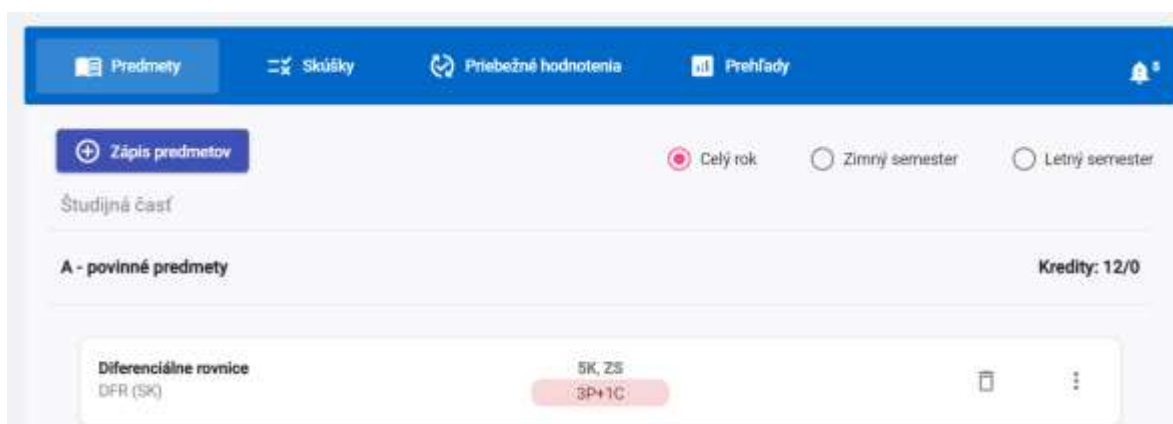 Predmety Skúšky Priebežné hodnotenia Prehľady 5
Zápis predmetov Celý rok Zimný semester Letný semester
Študijná časť
A - povinné predmety Kredity: 12/0
Diferenciálne rovnice 5K, ZS
DFR (SK) 3P+1C